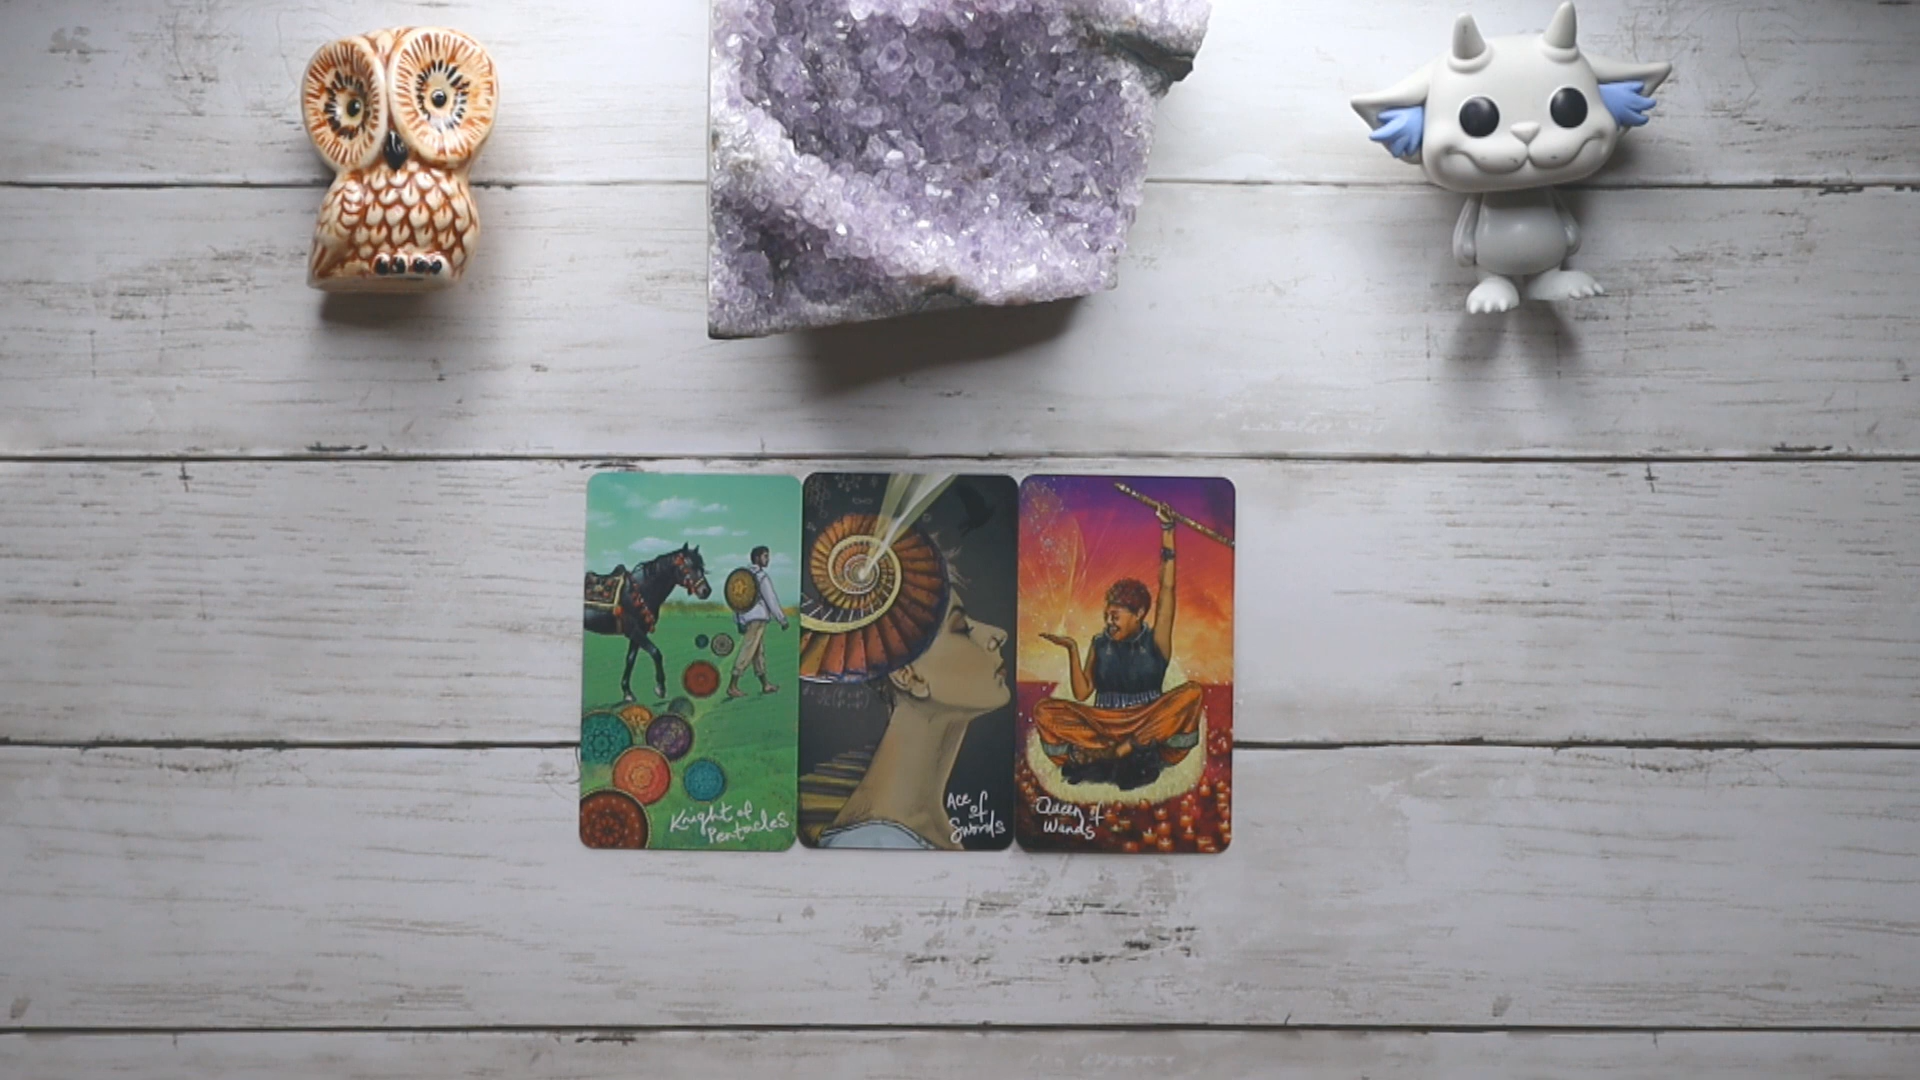 Knight of
Pentacles
Ace
of
Swords
Queen of
Wands